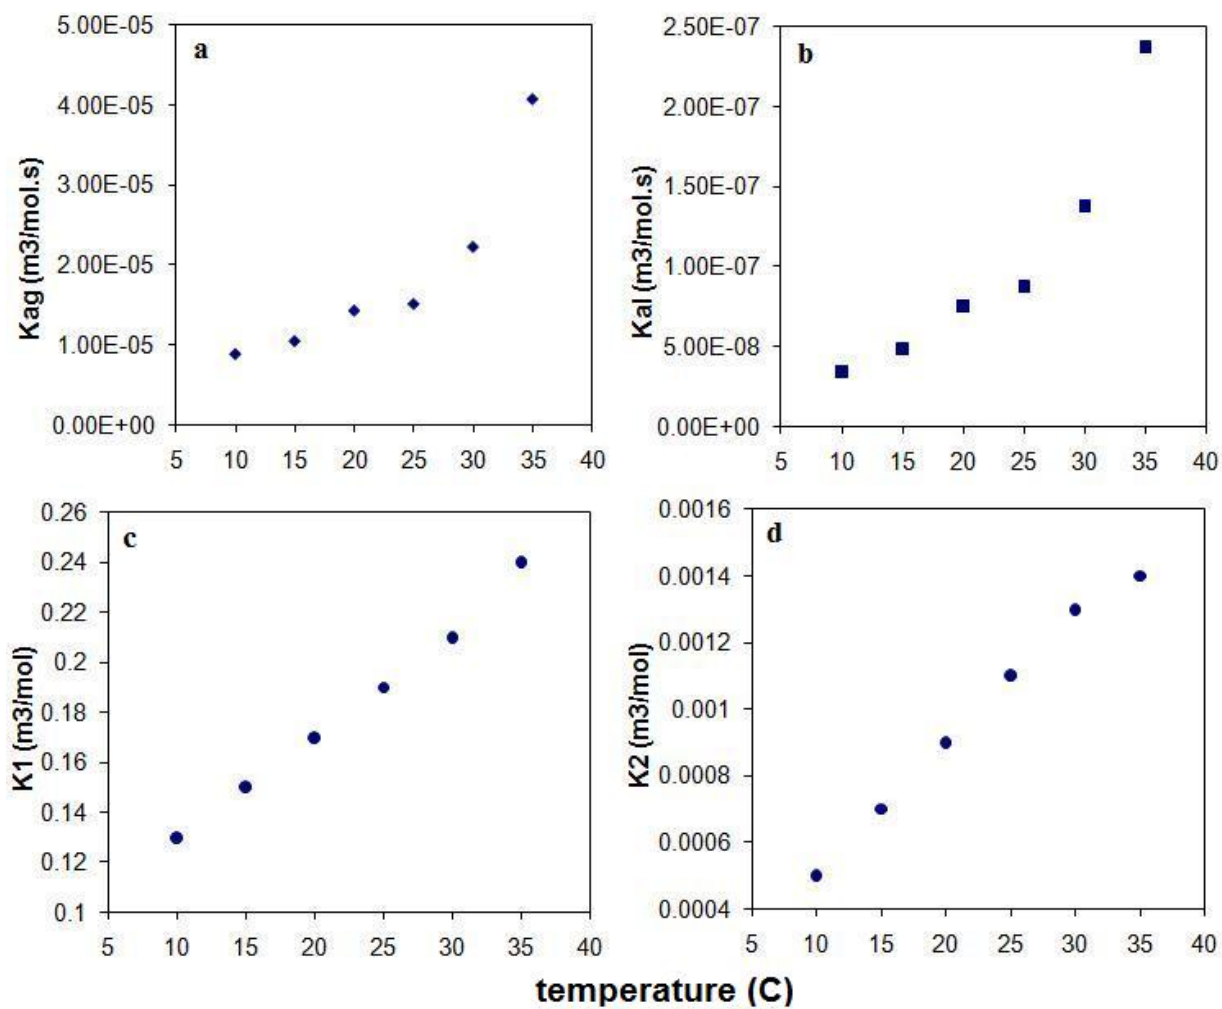 a
5.00E-05
4.00E-05
3.00E-05
2.00E-05
1.00E-05
0.00E+00
Kag (m3/mol.s)
5 10 15 20 25 30 35 40
b
2.50E-07
2.00E-07
1.50E-07
1.00E-07
5.00E-08
0.00E+00
Kal (m3/mol.s)
5 10 15 20 25 30 35 40
c
0.26
0.24
0.22
0.2
0.18
0.16
0.14
0.12
0.1
K1 (m3/mol)
5 10 15 20 25 30 35 40
d
0.0016
0.0014
0.0012
0.001
0.0008
0.0006
0.0004
K2 (m3/mol)
5 10 15 20 25 30 35 40
temperature (C)